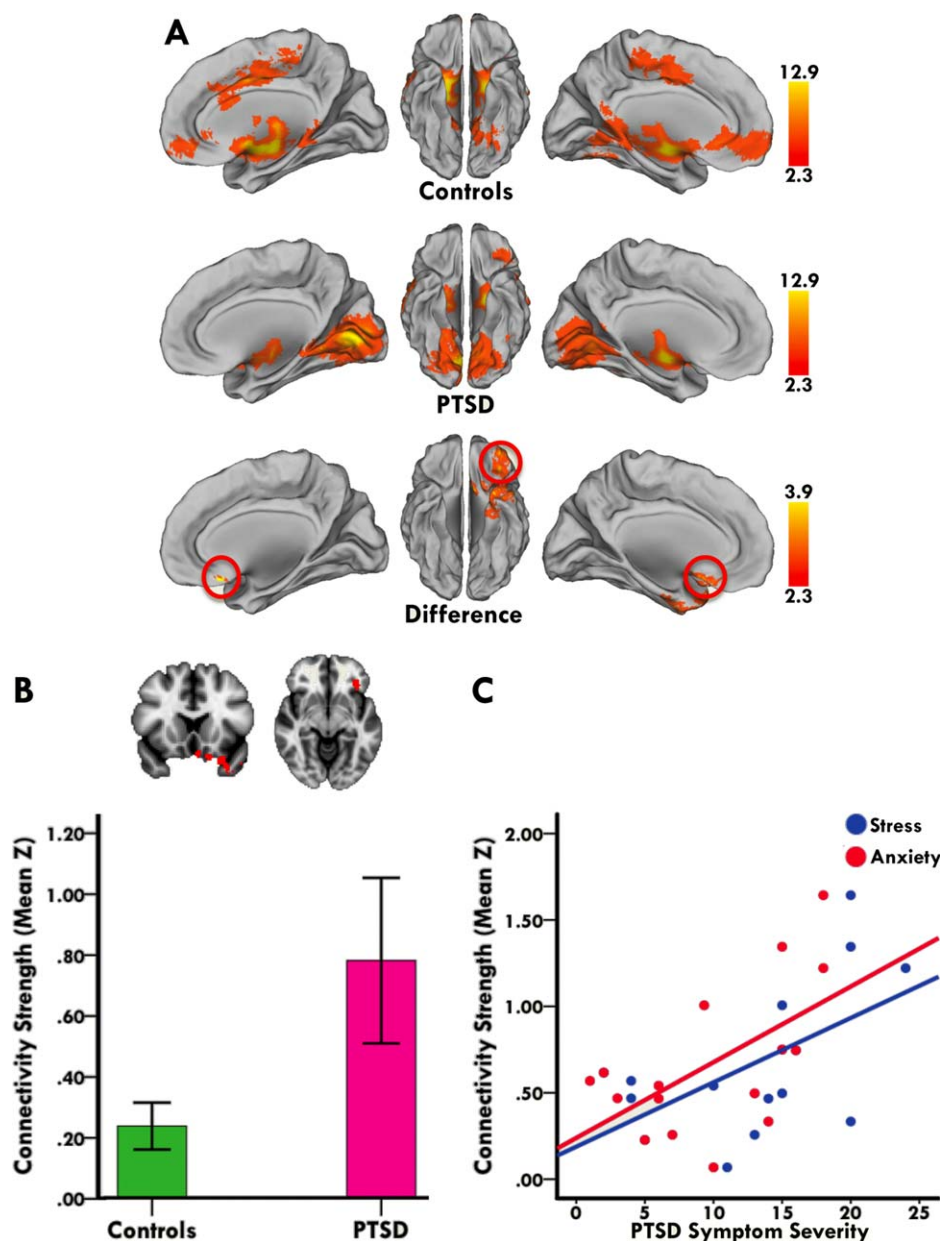 A
12.9
2.3
Controls
12.9
2.3
PTSD
3.9
2.3
Difference
B
Connectivity Strength (Mean Z)
1.20
1.00
.80
.60
.40
.20
.00
Controls
PTSD
C
Stress
Anxiety
Connectivity Strength (Mean Z)
2.00
1.50
1.00
.50
.00
0 5 10 15 20 25
PTSD Symptom Severity